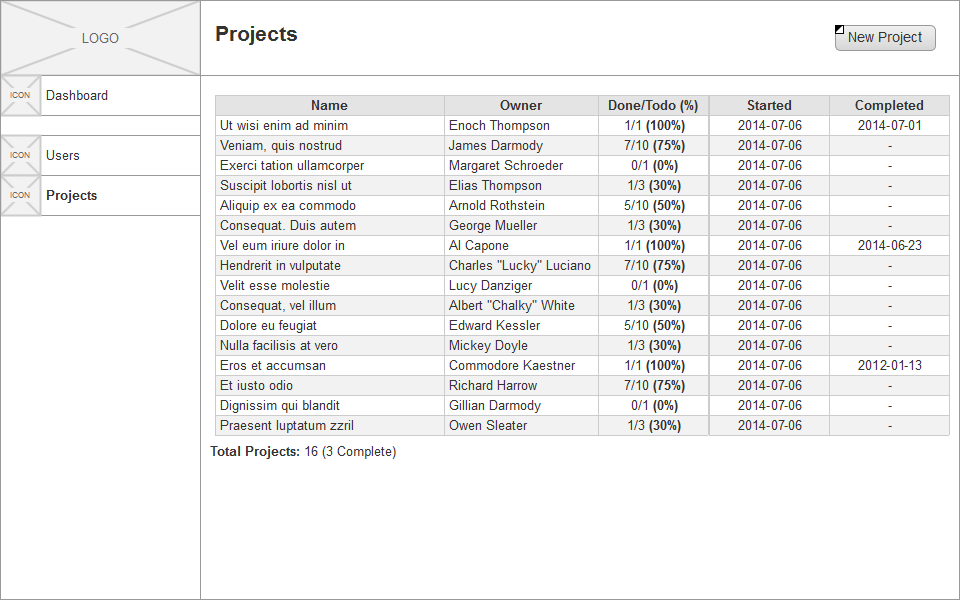 LOGO
Projects
New Project
ICON Dashboard
ICON Users
ICON Projects
Name Owner Done/Todo (%) Started Completed
Ut wisi enim ad minim Enoch Thompson 1/1 (100%) 2014-07-06 2014-07-01
Veniam, quis nostrud James Darmody 7/10 (75%) 2014-07-06 -
Exerci tation ullamcorper Margaret Schroeder 0/1 (0%) 2014-07-06 -
Suscipit lobortis nisl ut Elias Thompson 1/3 (30%) 2014-07-06 -
Aliquip ex ea commodo Arnold Rothstein 5/10 (50%) 2014-07-06 -
Consequat. Duis autem George Mueller 1/3 (30%) 2014-07-06 -
Vel eum iriure dolor in Al Capone 1/1 (100%) 2014-07-06 2014-06-23
Hendrerit in vulputate Charles "Lucky" Luciano 7/10 (75%) 2014-07-06 -
Velit esse molestie Lucy Danziger 0/1 (0%) 2014-07-06 -
Consequat, vel illum Albert "Chalky" White 1/3 (30%) 2014-07-06 -
Dolore eu feugiat Edward Kessler 5/10 (50%) 2014-07-06 -
Nulla facilisis at vero Mickey Doyle 1/3 (30%) 2014-07-06 -
Eros et accumsan Commodore Kaestner 1/1 (100%) 2014-07-06 2012-01-13
Et iusto odio Richard Harrow 7/10 (75%) 2014-07-06 -
Dignissim qui blandit Gillian Darmody 0/1 (0%) 2014-07-06 -
Praesent luptatum zzril Owen Sleater 1/3 (30%) 2014-07-06 -
Total Projects: 16 (3 Complete)